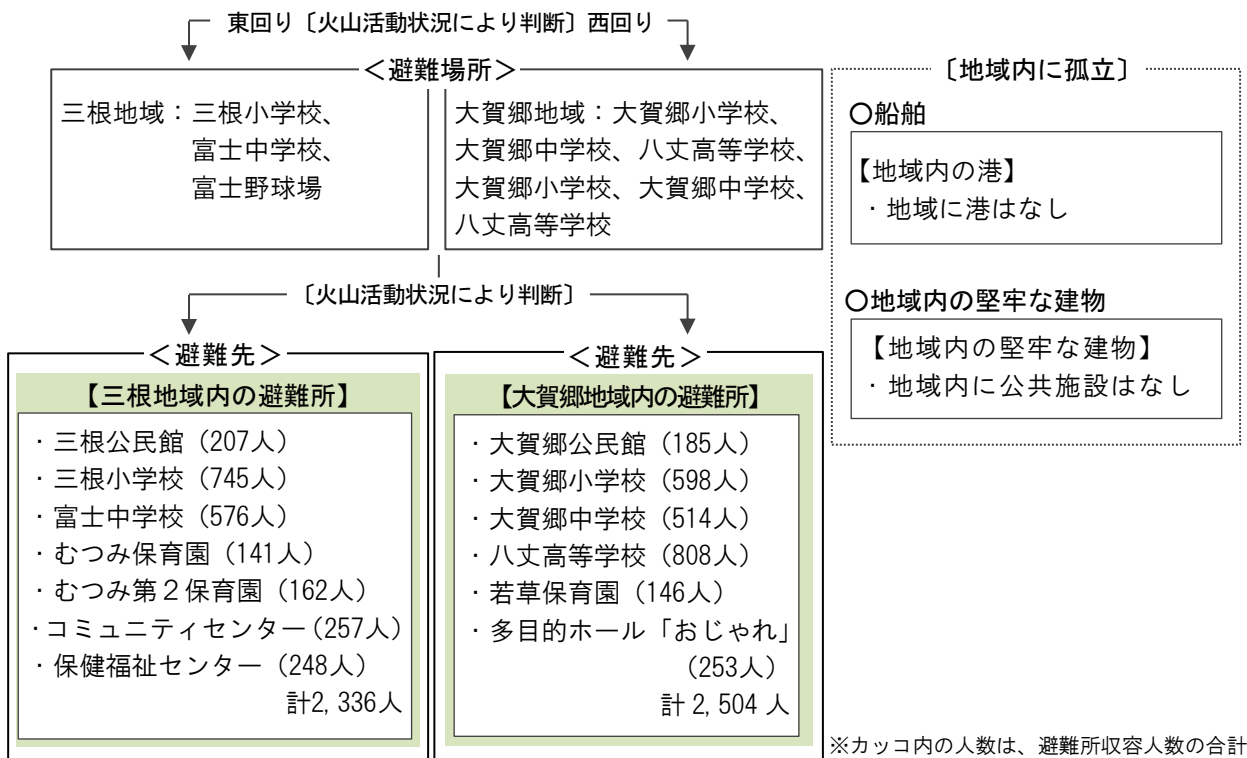 東回り〔火山活動状況により判断〕西回り
＜避難場所＞
三根地域：三根小学校、
富士中学校、
富士野球場
大賀郷地域：大賀郷小学校、
大賀郷中学校、八丈高等学校、
大賀郷小学校、大賀郷中学校、
八丈高等学校
〔地域内に孤立〕
○船舶
【地域内の港】
・地域に港はなし
○地域内の堅牢な建物
【地域内の堅牢な建物】
・地域内に公共施設はなし
〔火山活動状況により判断〕
＜避難先＞
【三根地域内の避難所】
・三根公民館（207人）
・三根小学校（745人）
・富士中学校（576人）
・むつみ保育園（141人）
・むつみ第２保育園（162人）
・コミュニティセンター（257人）
・保健福祉センター（248人）
計2,336人
＜避難先＞
【大賀郷地域内の避難所】
・大賀郷公民館（185人）
・大賀郷小学校（598人）
・大賀郷中学校（514人）
・八丈高等学校（808人）
・若草保育園（146人）
・多目的ホール「おじゃれ」
（253人）
計 2,504 人
※カッコ内の人数は、避難所収容人数の合計